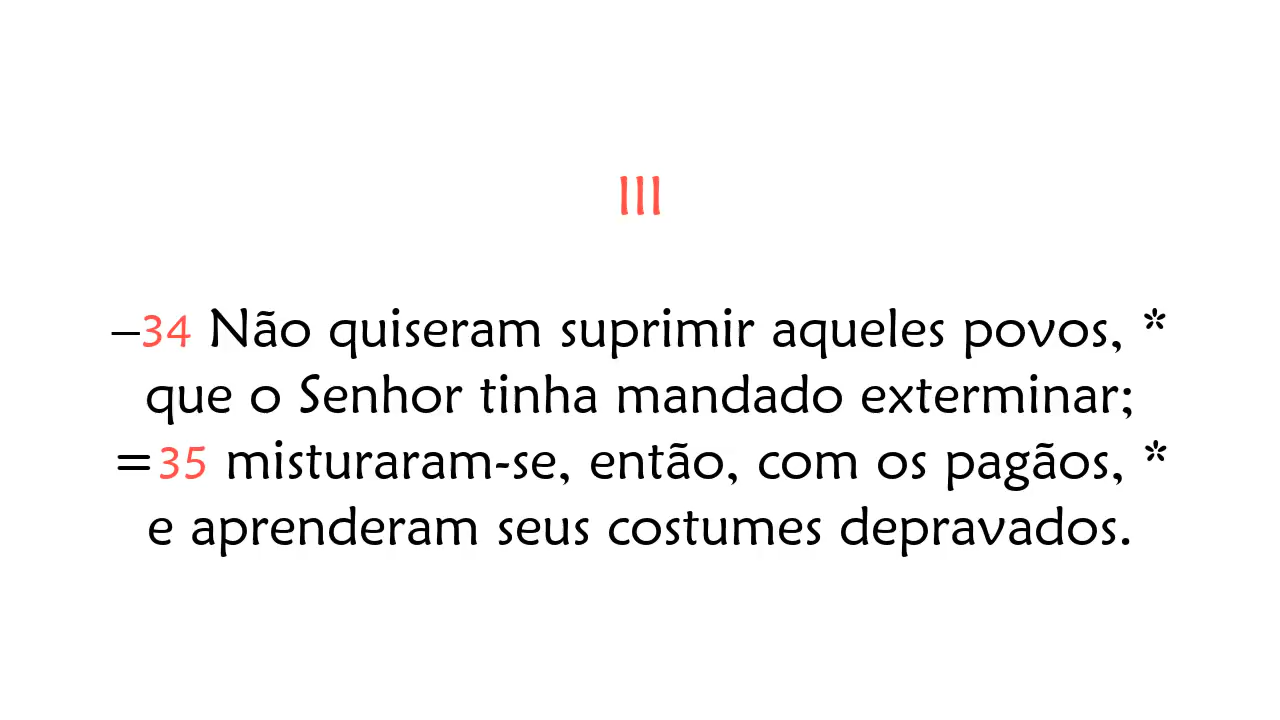 III
–34 Não quiseram suprimir aqueles povos, *
que o Senhor tinha mandado exterminar;
=35 misturaram-se, então, com os pagãos, *
e aprenderam seus costumes depravados.